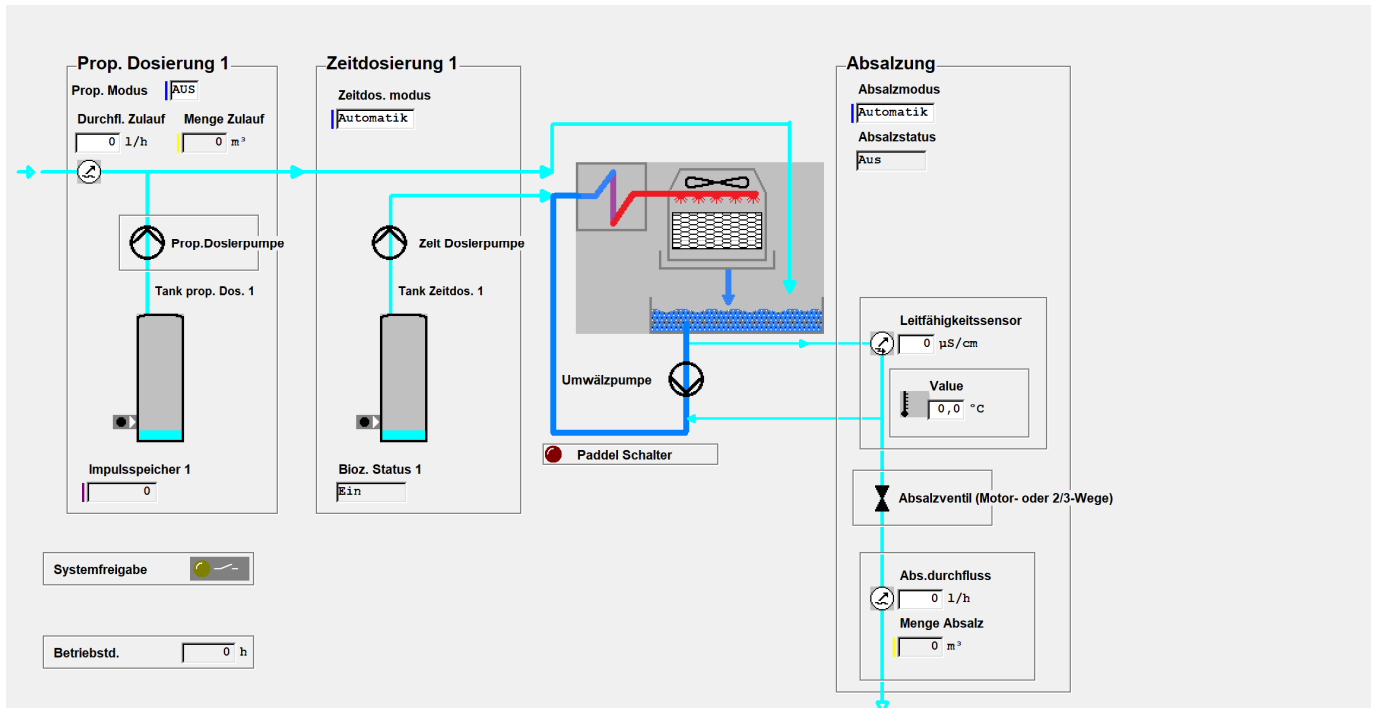 Prop. Dosierung 1
Prop. Modus AUS
Durchfl. Zulauf Menge Zulauf
0 l/h 0 m³
Prop.Dosierpumpe
Tank prop. Dos. 1
Impulsspeicher 1
0
Systemfreigabe
Betriebstd. 0 h
Zeitdosierung 1
Zeitdos. modus
Automatik
Zeit Dosierpumpe
Tank Zeitdos. 1
Bioz. Status 1
Ein
Umwälzpumpe
Paddel Schalter
Absalzung
Absalzmodus
Automatik
Absalzstatus
Aus
Leitfähigkeitssensor
0 µS/cm
Value
0,0 °C
Absalzventil (Motor- oder 2/3-Wege)
Abs.durchfluss
0 l/h
Menge Absalz
0 m³